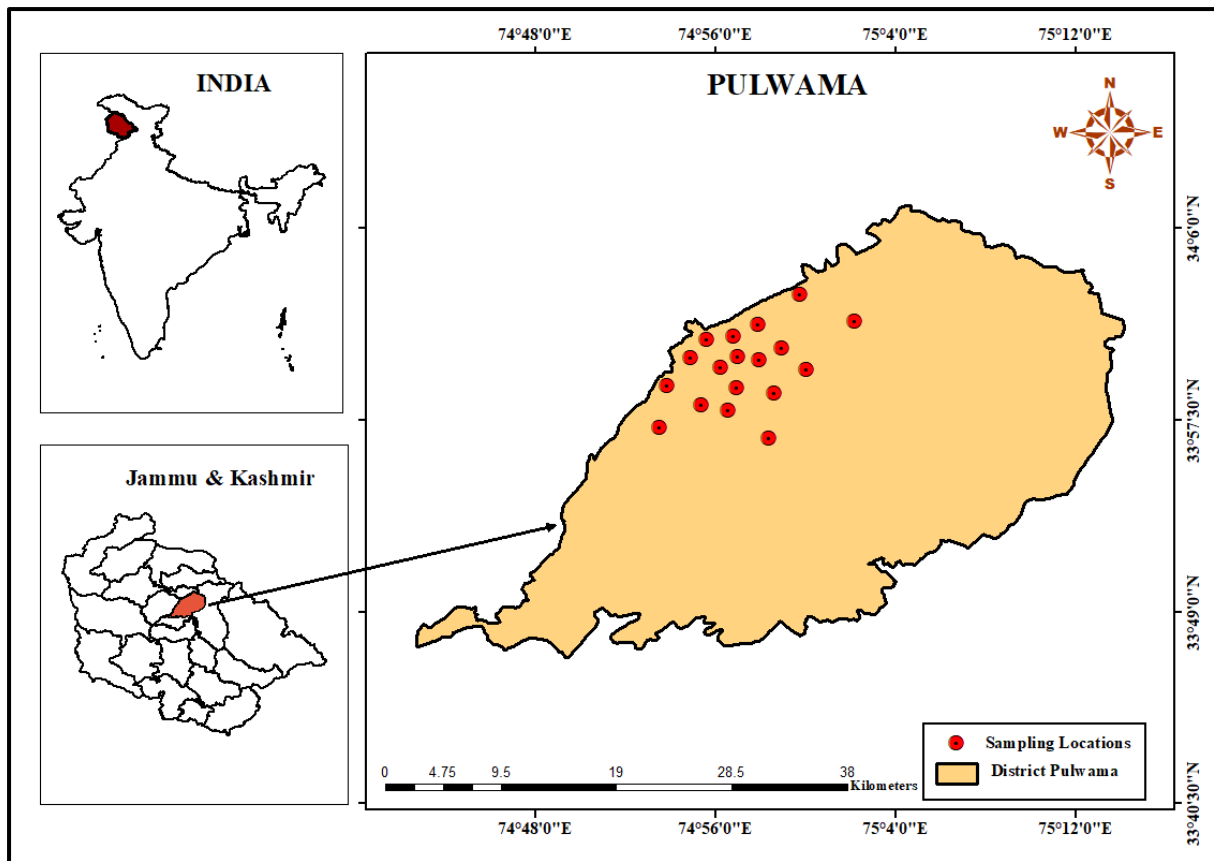 INDIA
Jammu & Kashmir
74°48'0"E 74°56'0"E 75°4'0"E 75°12'0"E
PULWAMA
N
W E
S
34°6'0"N
33°57'30"N
33°49'0"N
33°40'30"N
Sampling Locations
District Pulwama
0 4.75 9.5 19 28.5 38
Kilometers
74°48'0"E 74°56'0"E 75°4'0"E 75°12'0"E